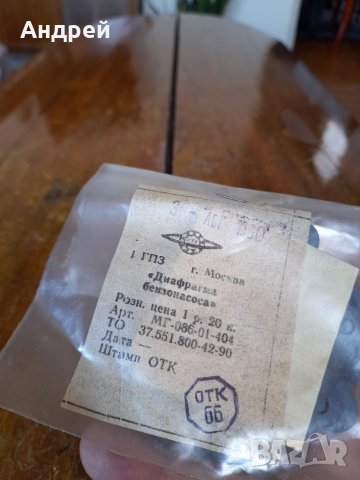 Андрей
1 ГПЗ г. Москва
«Диафрагма
бензонасоса»
Розн. цена 1 р. 20 к.
Арт. МГ-086-01-404
ТО 37.551.800-42-90
Дата —
Штамп ОТК
ОТК
66
BAZAR